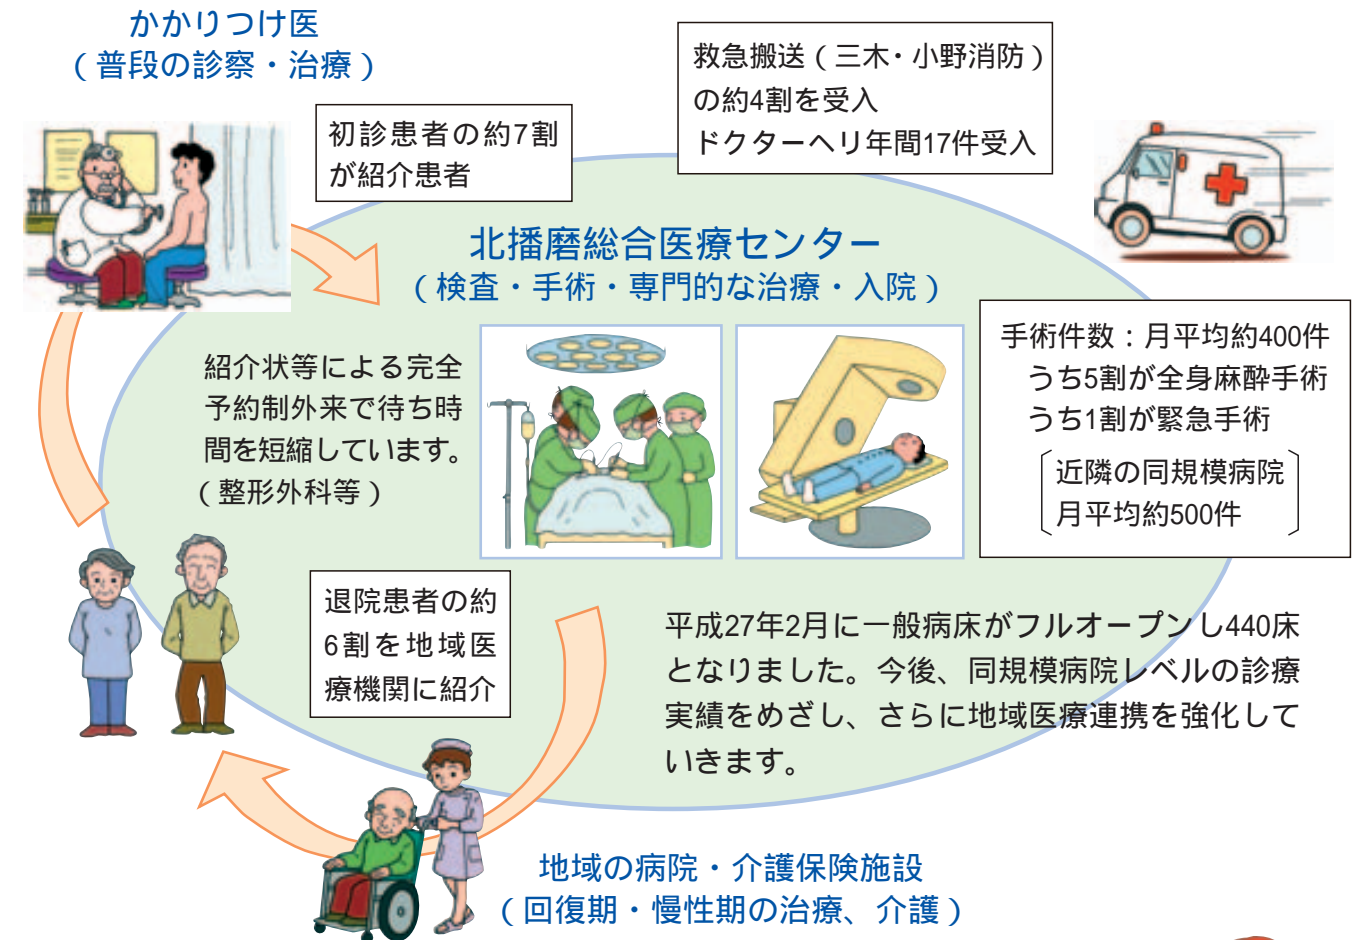 かかりつけ医
（普段の診察・治療）
初診患者の約7割
が紹介患者
救急搬送（三木・小野消防）
の約4割を受入
ドクターヘリ年間17件受入
北播磨総合医療センター
（検査・手術・専門的な治療・入院）
紹介状等による完全
予約制外来で待ち時
間を短縮しています。
（整形外科等）
手術件数：月平均約400件
うち5割が全身麻酔手術
うち1割が緊急手術
近隣の同規模病院
月平均約500件
退院患者の約
6割を地域医
療機関に紹介
平成27年2月に一般病床がフルオープンし440床
となりました。今後、同規模病院レベルの診療
実績をめざし、さらに地域医療連携を強化して
いきます。
地域の病院・介護保険施設
（回復期・慢性期の治療、介護）